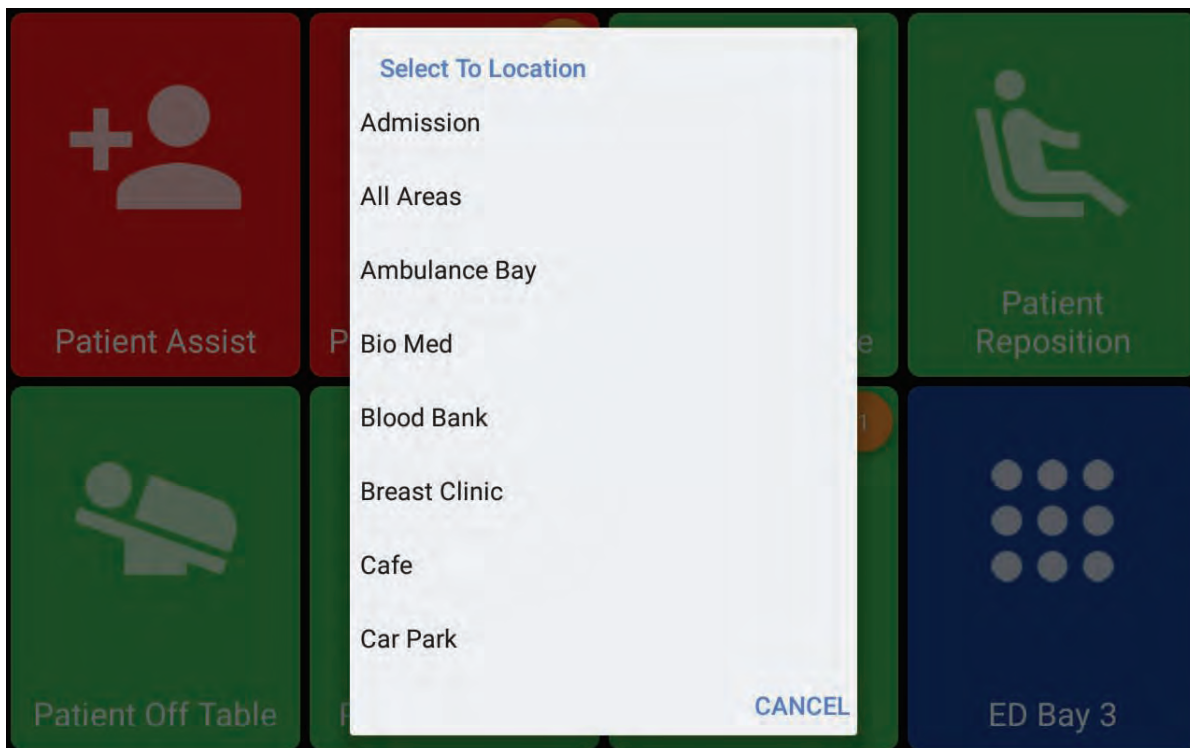 Select To Location
Admission
All Areas
Ambulance Bay
Bio Med
Blood Bank
Breast Clinic
Cafe
Car Park
CANCEL
Patient Assist
P
e
Patient
Reposition
Patient Off Table
1
ED Bay 3